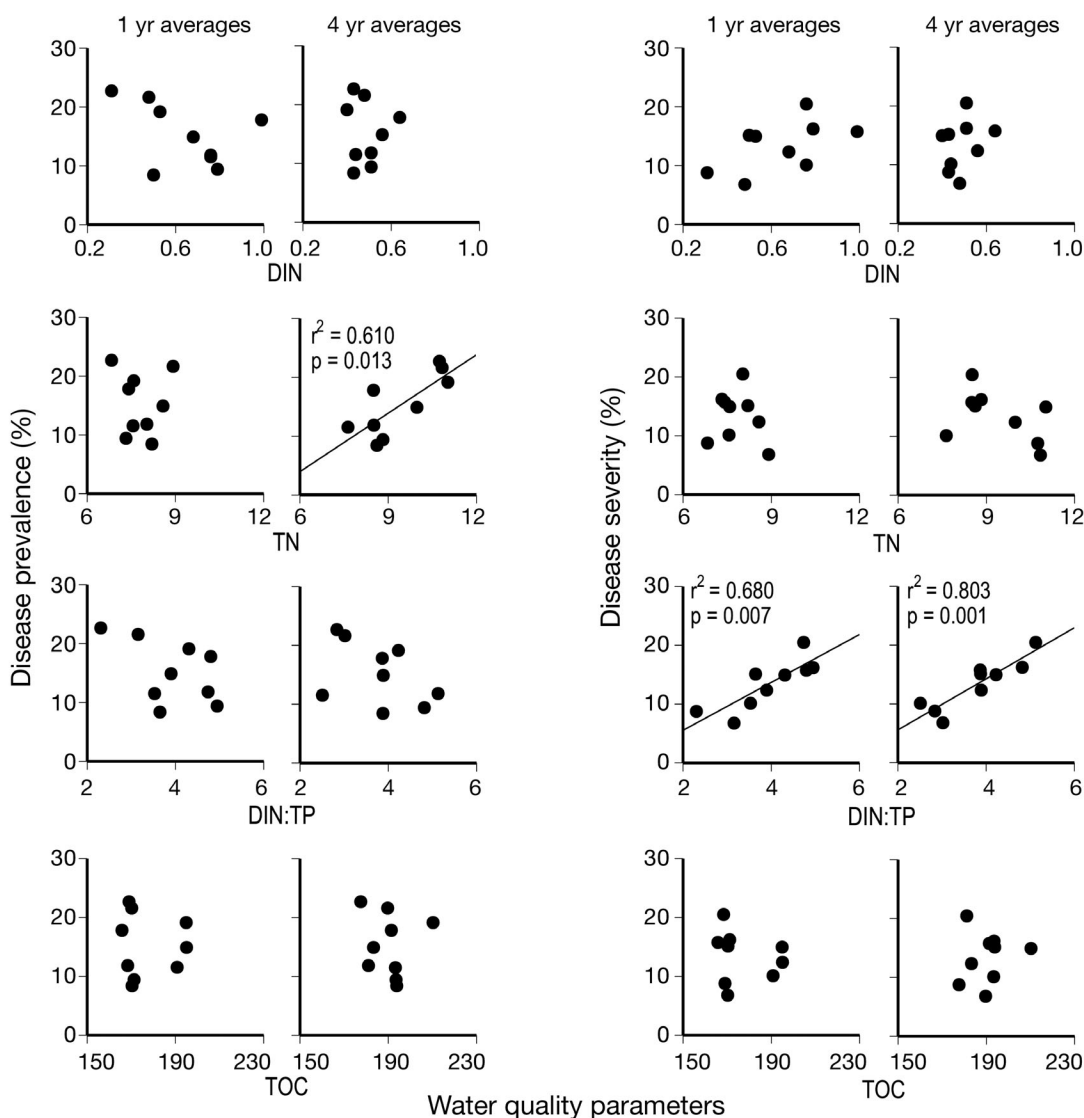 1 yr averages 4 yr averages 1 yr averages 4 yr averages
30 30
20 20
10 10
0 0
0.2 0.6 1.0 0.2 0.6 1.0 0.2 0.6 1.0 0.2 0.6 1.0
DIN DIN
30 r² = 0.610 30
p = 0.013
20 20
10 10
0 0
6 9 12 6 9 12 6 9 12 6 9 12
TN TN
Disease prevalence (%) Disease severity (%)
30 30 r² = 0.680 r² = 0.803
p = 0.007 p = 0.001
20 20
10 10
0 0
2 4 6 2 4 6 2 4 6 2 4 6
DIN:TP DIN:TP
30 30
20 20
10 10
0 0
150 190 230 150 190 230 150 190 230 150 190 230
TOC TOC
Water quality parameters